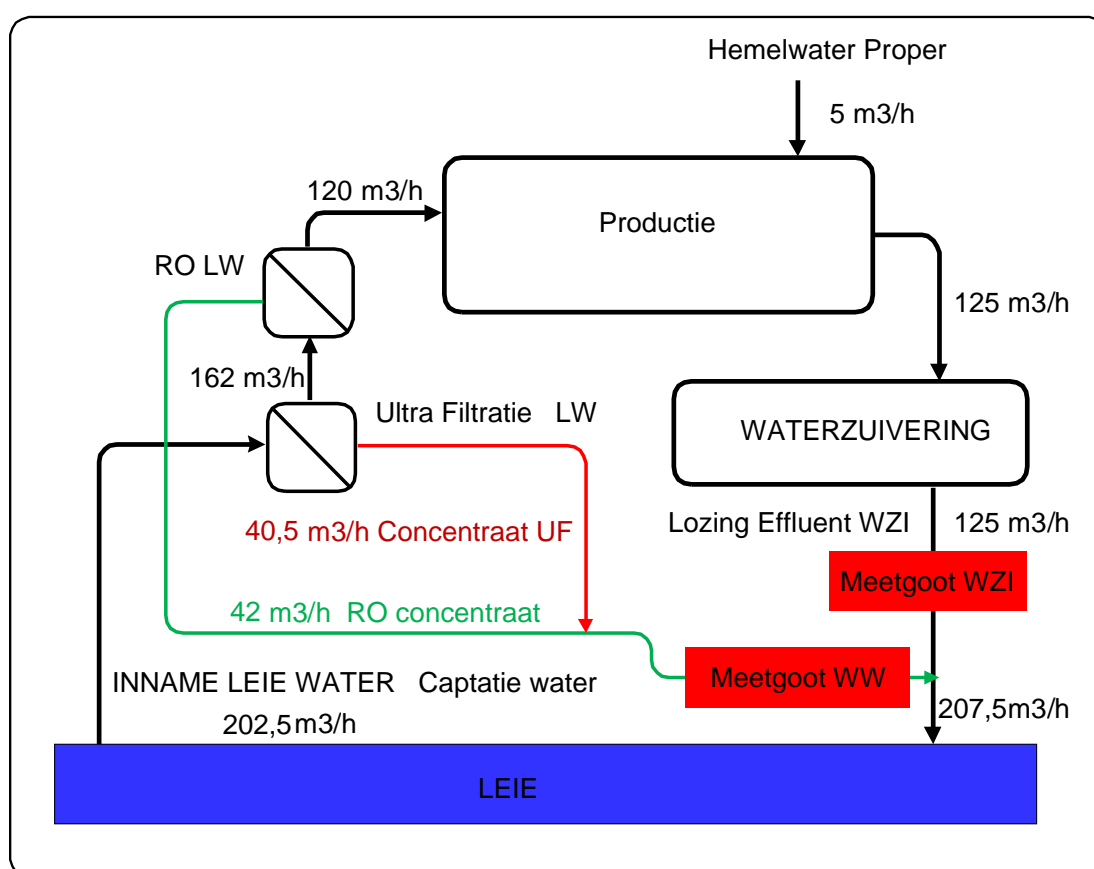 Hemelwater Proper
5 m3/h
120 m3/h
Productie
RO LW
125 m3/h
162 m3/h
Ultra Filtratie LW
WATERZUIVERING
40,5 m3/h Concentraat UF
Lozing Effluent WZI
125 m3/h
Meetgoot WZI
42 m3/h RO concentraat
INNAME LEIE WATER Captatie water
202,5m3/h
Meetgoot WW
207,5m3/h
LEIE